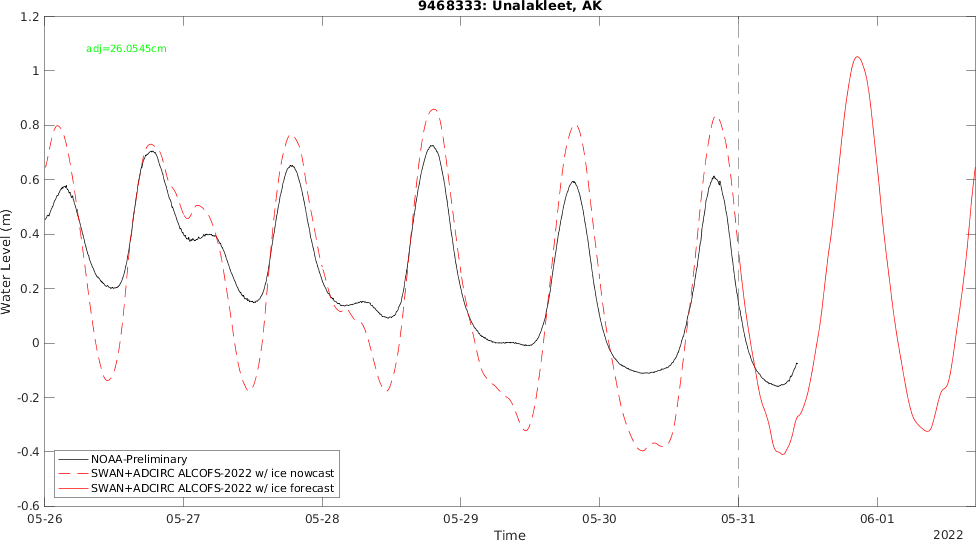 9468333: Unalakleet, AK
adj=26.0545cm
Water Level (m)
1.2
1
0.8
0.6
0.4
0.2
0
-0.2
-0.4
-0.6
NOAA-Preliminary
SWAN+ADCIRC ALCOFS-2022 w/ ice nowcast
SWAN+ADCIRC ALCOFS-2022 w/ ice forecast
05-26 05-27 05-28 05-29 05-30 05-31 06-01
Time
2022